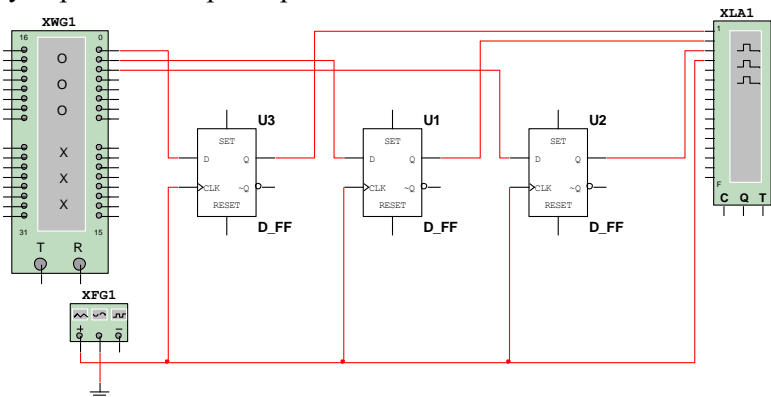 XWG1
XLA1
16
0
O
O
O
X
X
X
31
15
T
R
1
F
C Q T
U3
SET
D
Q
CLK
~Q
RESET
D_FF
U1
SET
D
Q
CLK
~Q
RESET
D_FF
U2
SET
D
Q
CLK
~Q
RESET
D_FF
XFG1
+
−